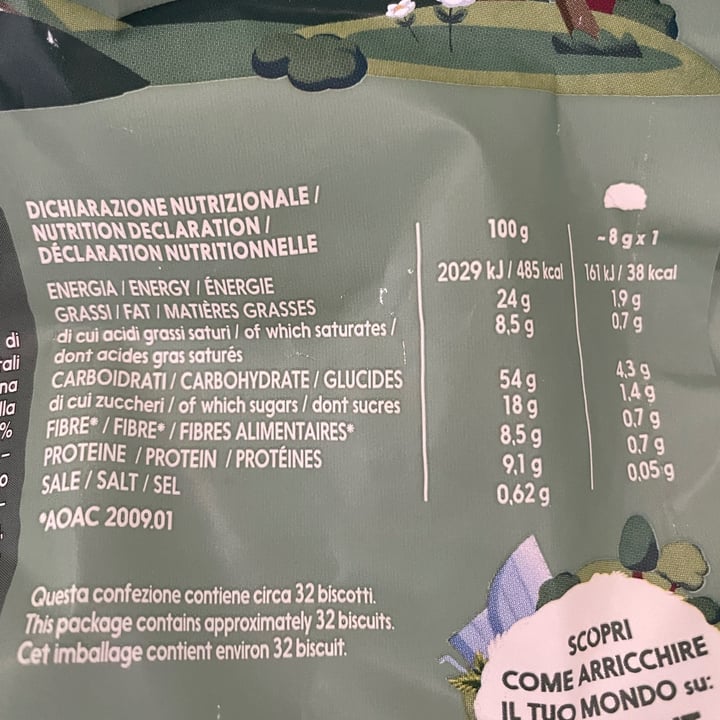 DICHIARAZIONE NUTRIZIONALE /
NUTRITION DECLARATION /
DÉCLARATION NUTRITIONNELLE
100 g ~8 g x 1
ENERGIA / ENERGY / ÉNERGIE 2029 kJ / 485 kcal 161 kJ / 38 kcal
GRASSI / FAT / MATIÈRES GRASSES 24 g 1,9 g
di cui acidi grassi saturi / of which saturates / 8,5 g 0,7 g
dont acides gras saturés
CARBOIDRATI / CARBOHYDRATE / GLUCIDES 54 g 4,3 g
di cui zuccheri / of which sugars / dont sucres 18 g 1,4 g
FIBRE* / FIBRE* / FIBRES ALIMENTAIRES* 8,5 g 0,7 g
PROTEINE / PROTEIN / PROTÉINES 9,1 g 0,7 g
SALE / SALT / SEL 0,62 g 0,05 g
*AOAC 2009.01
Questa confezione contiene circa 32 biscotti.
This package contains approximately 32 biscuits.
Cet imballage contient environ 32 biscuit.
SCOPRI
COME ARRICCHIRE
IL TUO MONDO su:
di
%